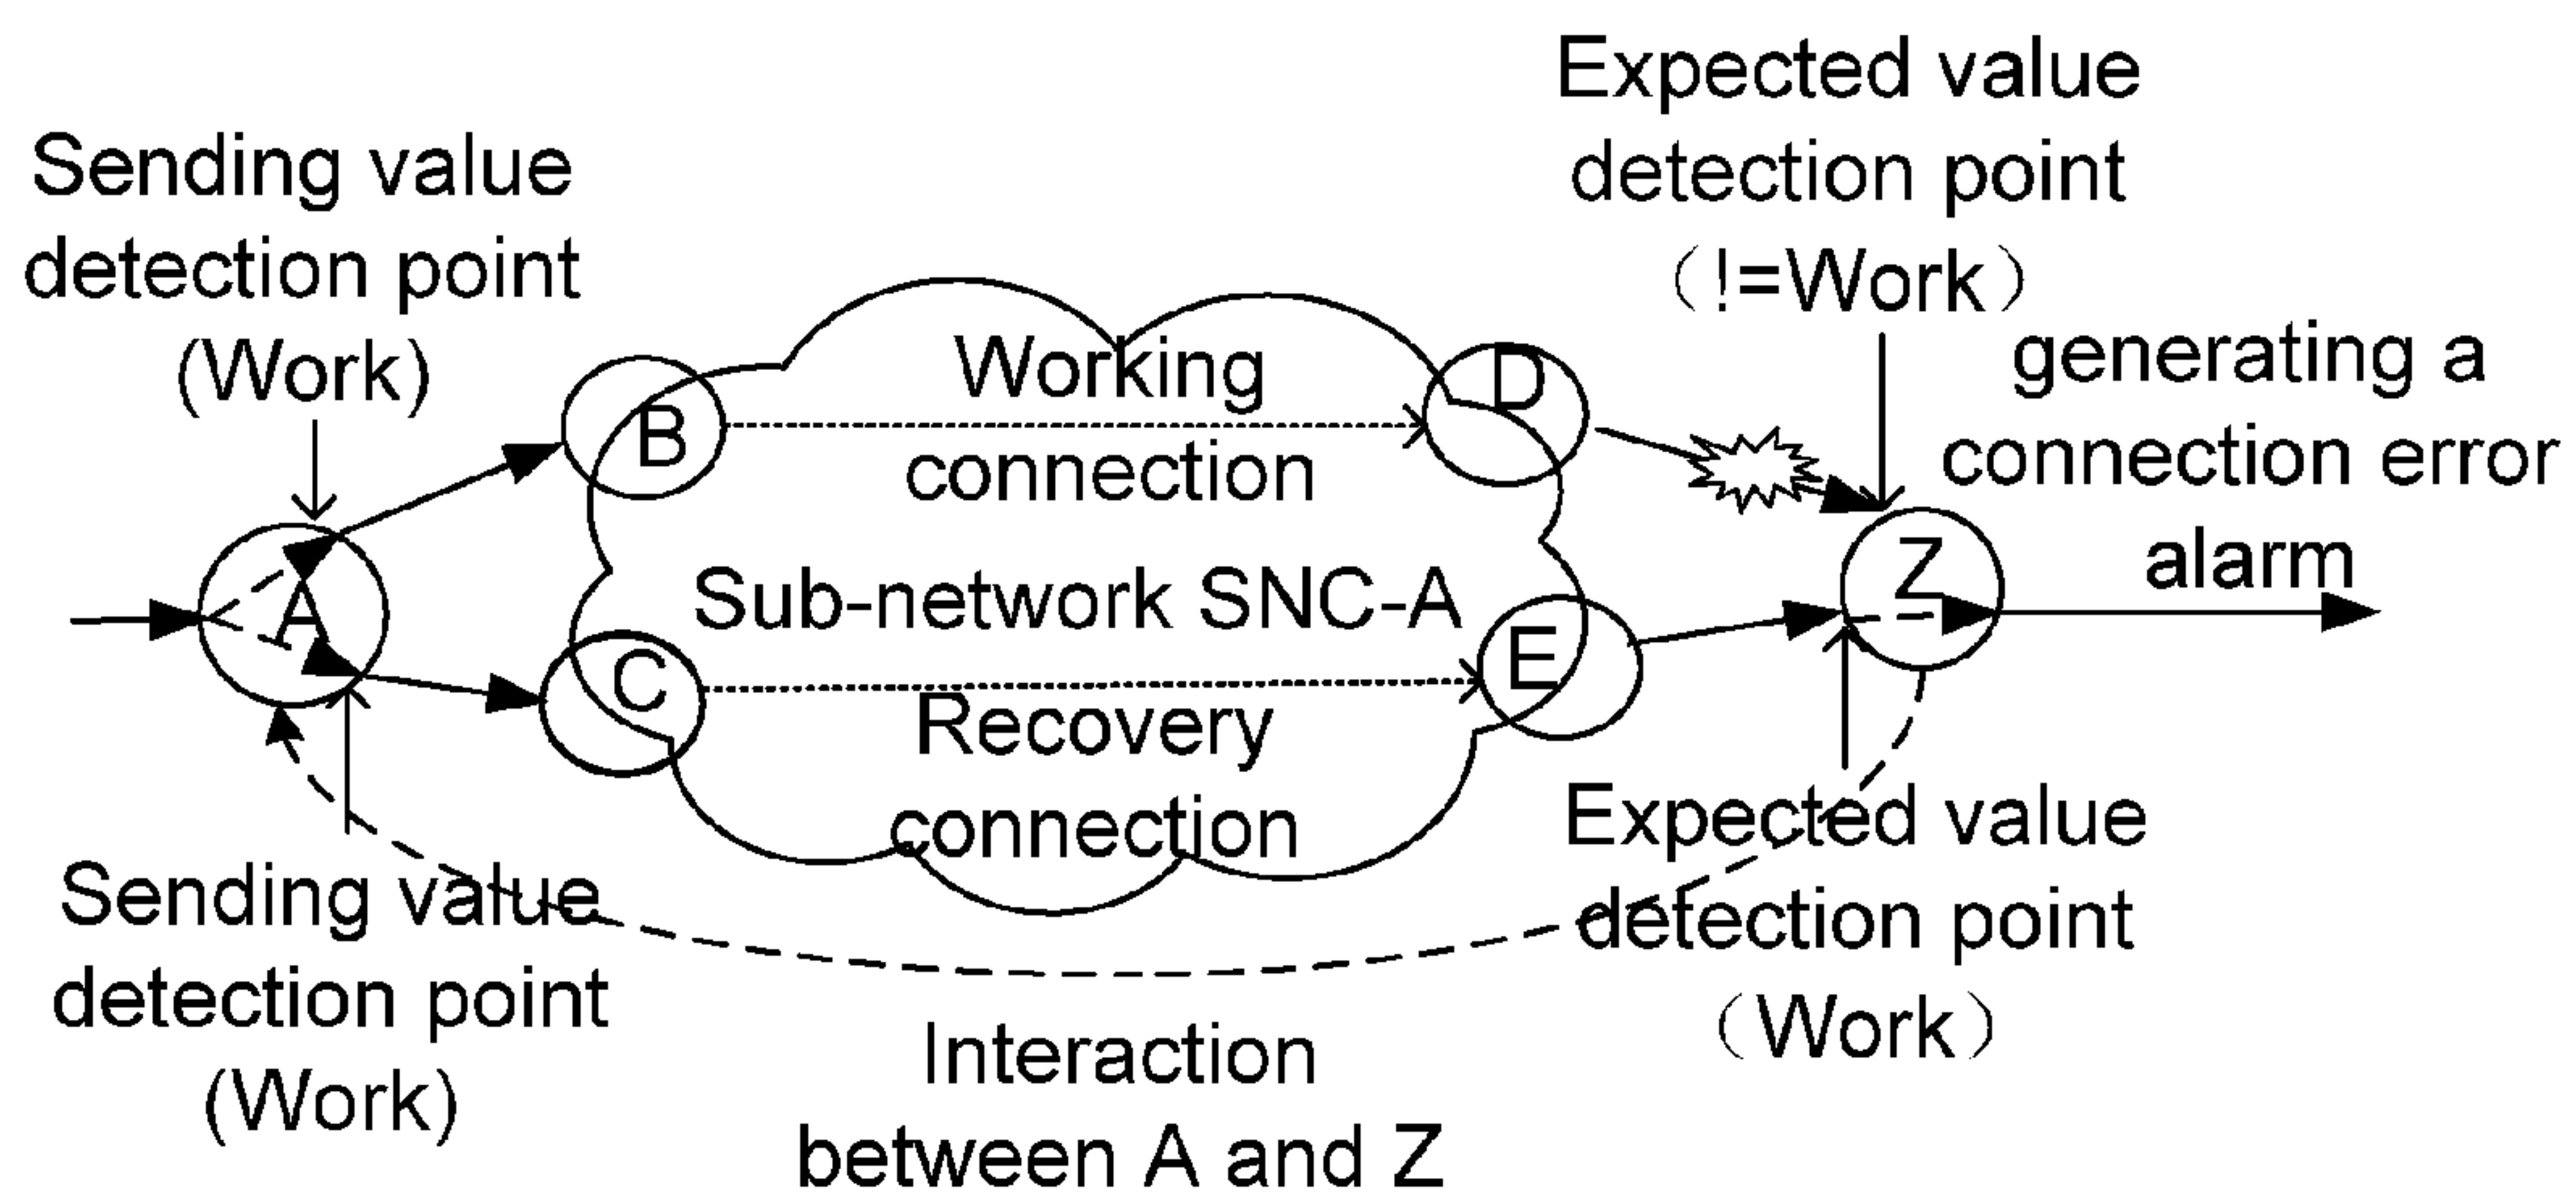 Sending value
detection point
(Work)
Expected value
detection point
（!=Work）
generating a
connection error
alarm
A
B
Working
connection
D
Z
Sub-network SNC-A
C
E
Recovery
connection
Sending value
detection point
(Work)
Expected value
detection point
（Work）
Interaction
between A and Z